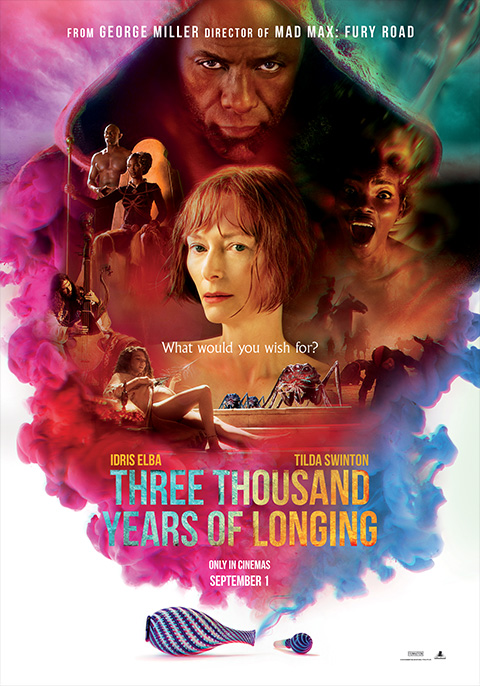 FROM GEORGE MILLER DIRECTOR OF MAD MAX: FURY ROAD
What would you wish for?
IDRIS ELBA TILDA SWINTON
THREE THOUSAND
YEARS OF LONGING
ONLY IN CINEMAS
SEPTEMBER 1